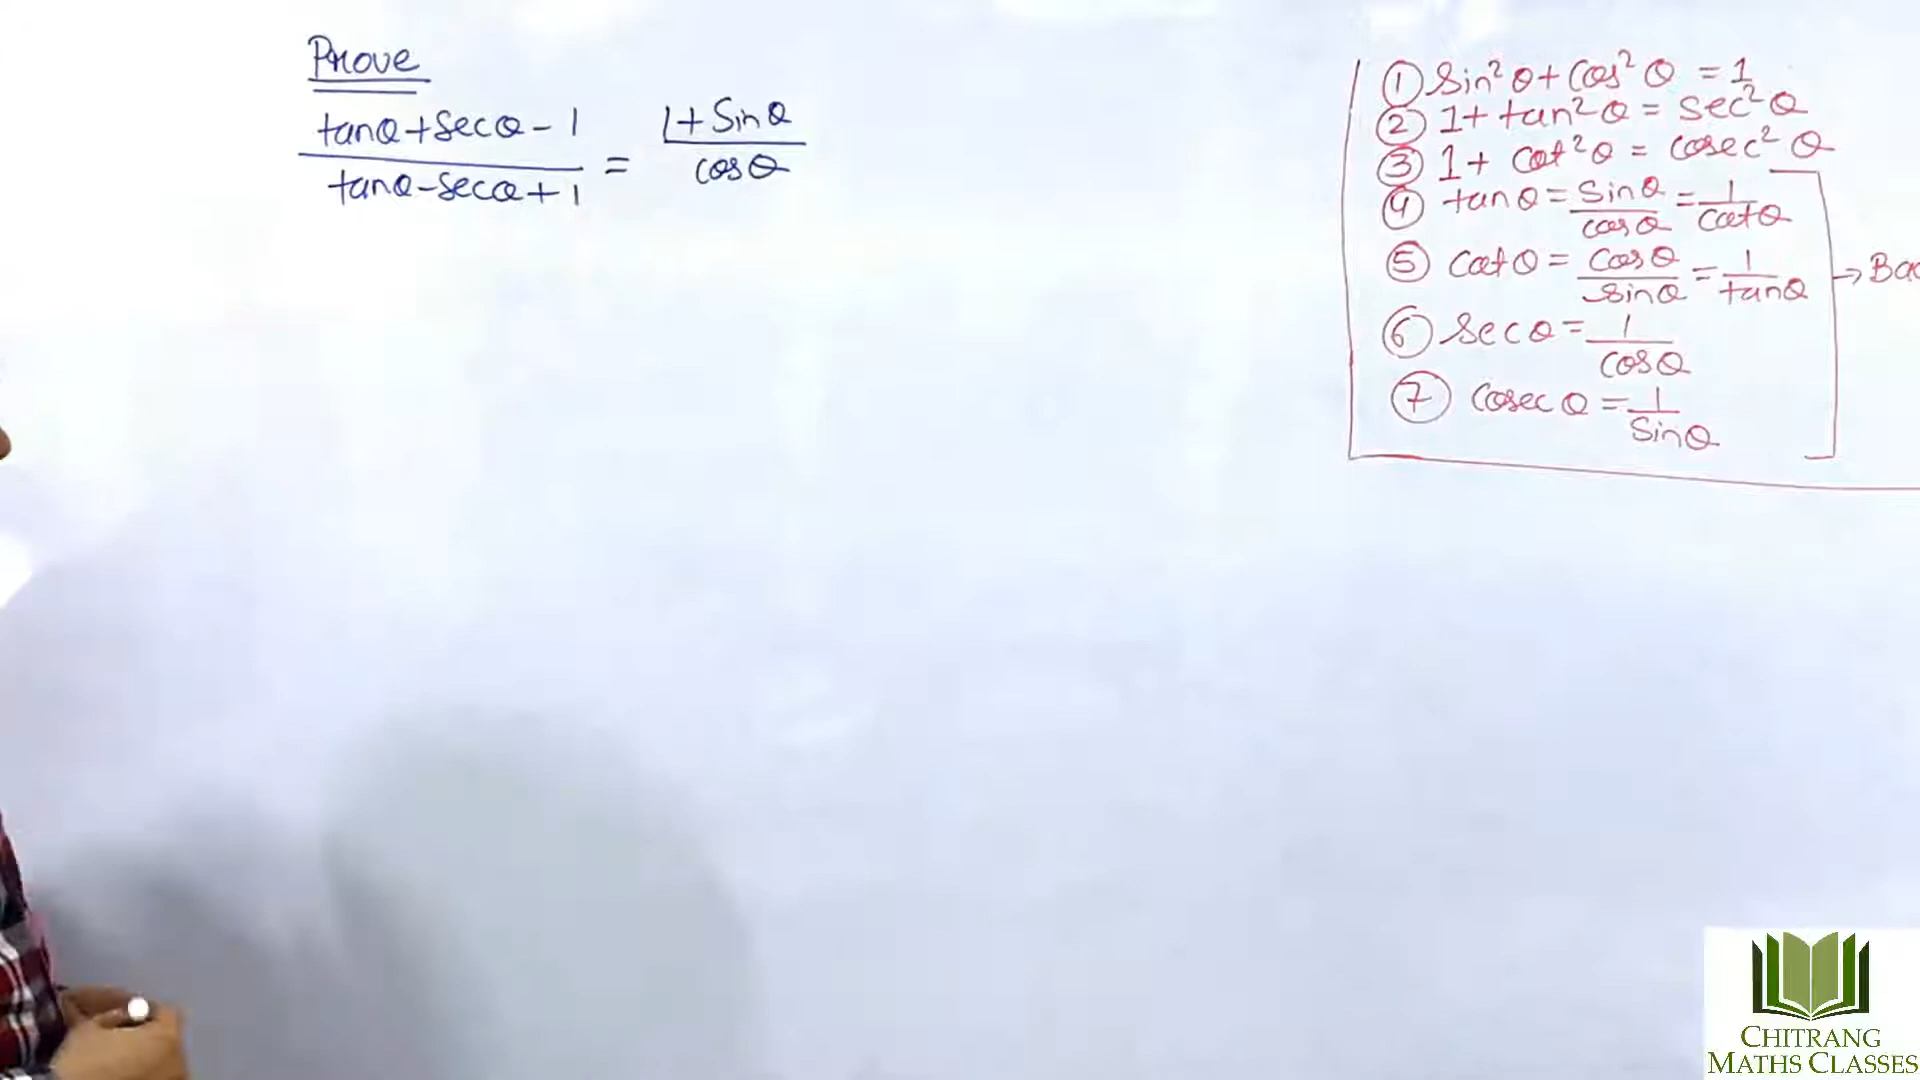 Prove
tanθ+secθ-1 / tanθ-secθ+1 = 1+Sinθ / cosθ
① Sin²θ+Cos²θ = 1
② 1+tan²θ = sec²θ
③ 1+cot²θ = cosec²θ
④ tanθ = Sinθ/cosθ = 1/cotθ
⑤ cotθ = cosθ/sinθ = 1/tanθ
⑥ secθ = 1/cosθ
⑦ cosecθ = 1/Sinθ
CHITRANG
MATHS CLASSES